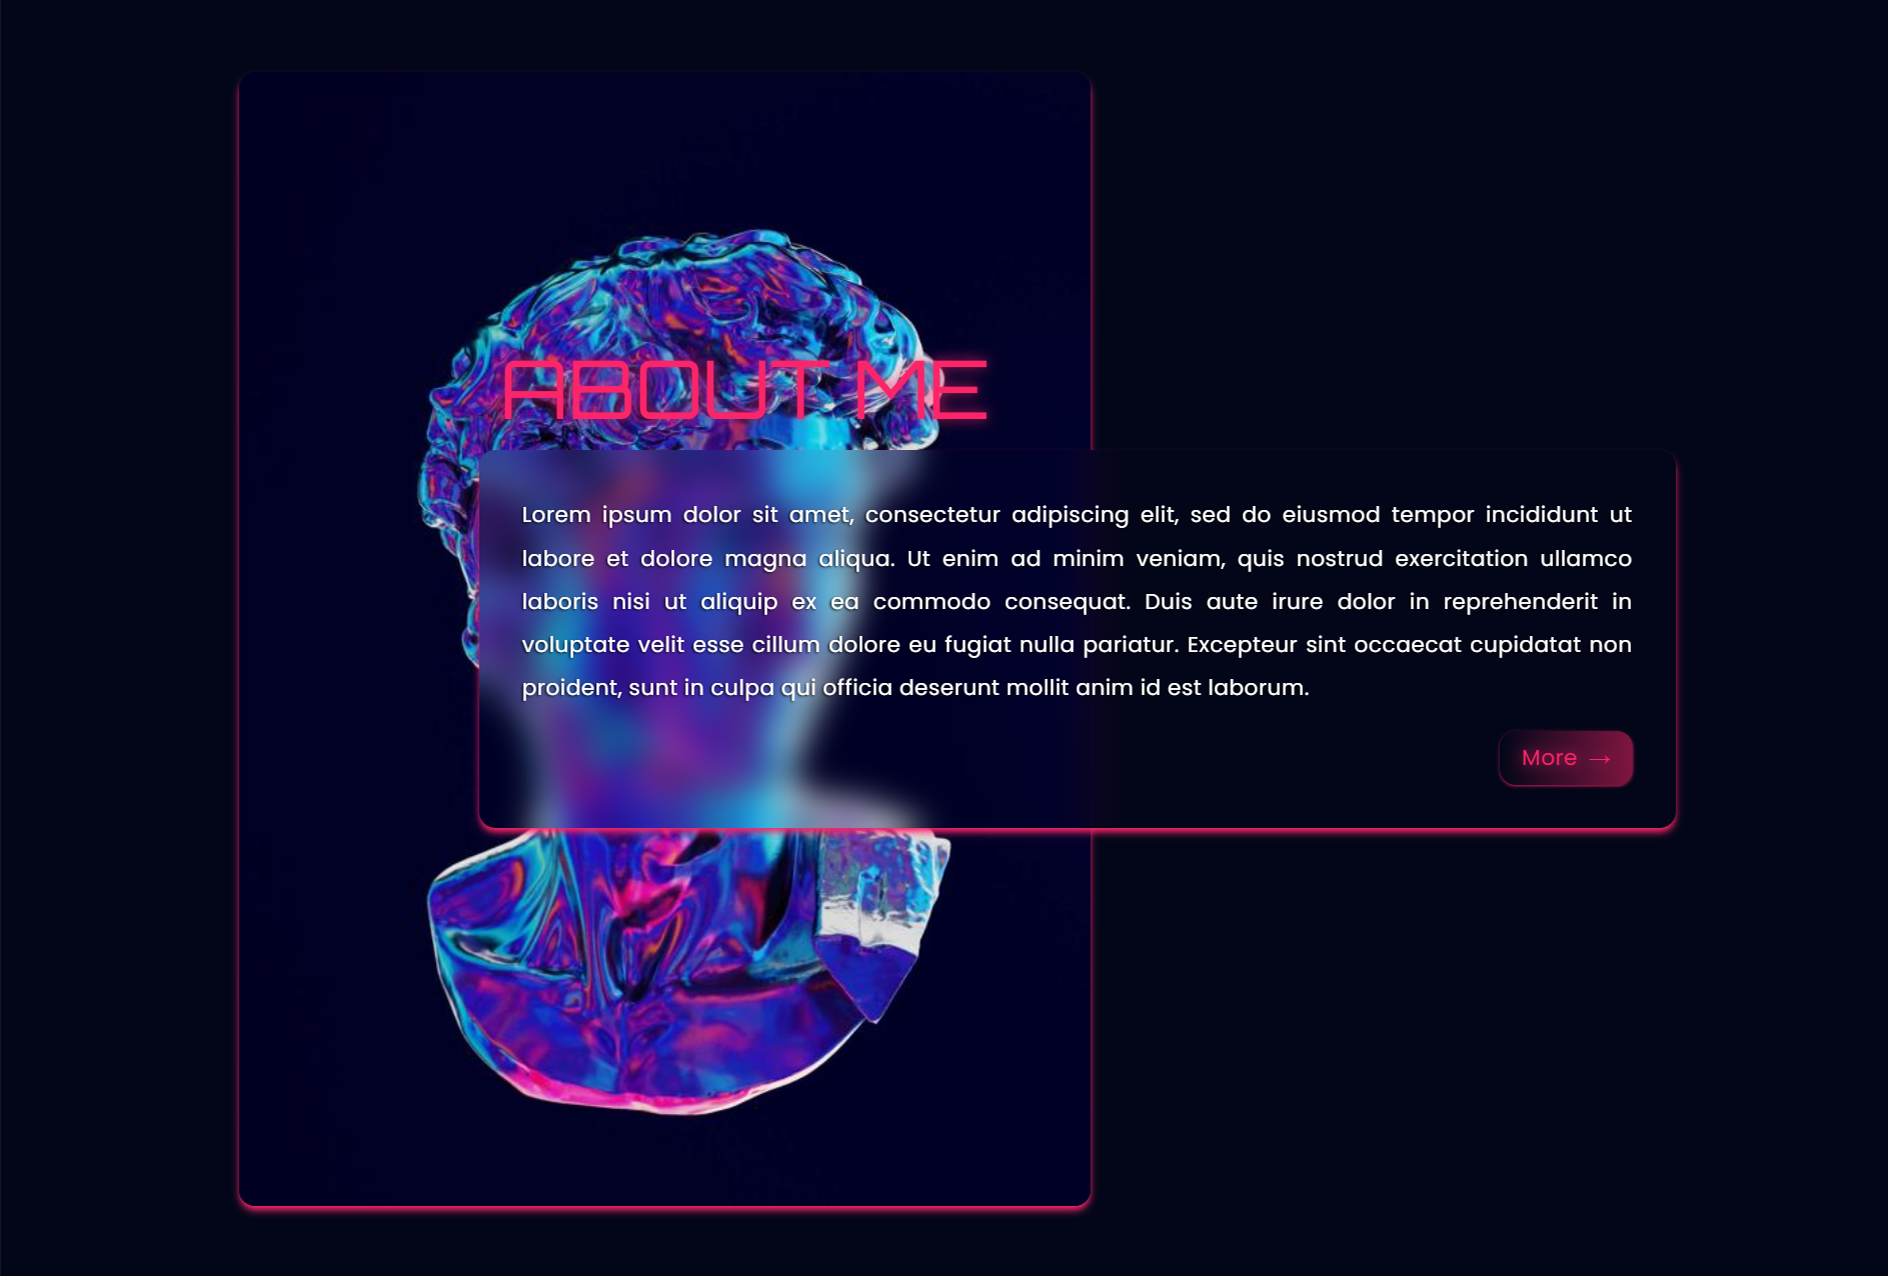 ABOUT ME
Lorem ipsum dolor sit amet, consectetur adipiscing elit, sed do eiusmod tempor incididunt ut
labore et dolore magna aliqua. Ut enim ad minim veniam, quis nostrud exercitation ullamco
laboris nisi ut aliquip ex ea commodo consequat. Duis aute irure dolor in reprehenderit in
voluptate velit esse cillum dolore eu fugiat nulla pariatur. Excepteur sint occaecat cupidatat non
proident, sunt in culpa qui officia deserunt mollit anim id est laborum.
More →